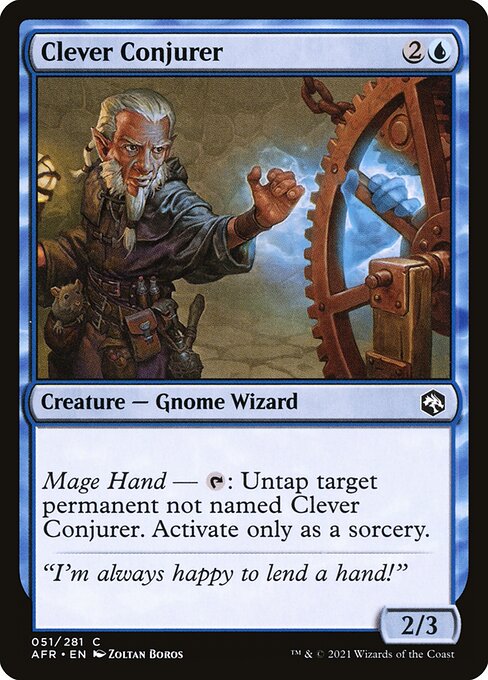 Clever Conjurer 2
Creature — Gnome Wizard
Mage Hand — : Untap target
permanent not named Clever
Conjurer. Activate only as a sorcery.
“I’m always happy to lend a hand!”
2/3
051/281 C
AFR • EN Zoltan Boros
™ & © 2021 Wizards of the Coast